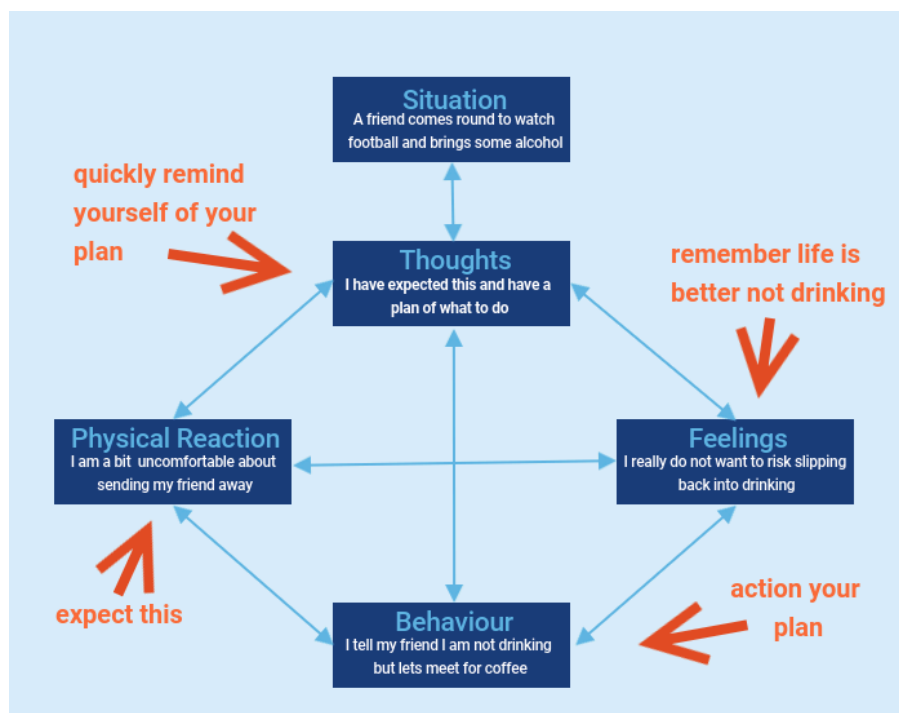 Situation
A friend comes round to watch
football and brings some alcohol
quickly remind
yourself of your
plan
Thoughts
I have expected this and have a
plan of what to do
remember life is
better not drinking
Physical Reaction
I am a bit uncomfortable about
sending my friend away
Feelings
I really do not want to risk slipping
back into drinking
expect this
Behaviour
I tell my friend I am not drinking
but lets meet for coffee
action your
plan